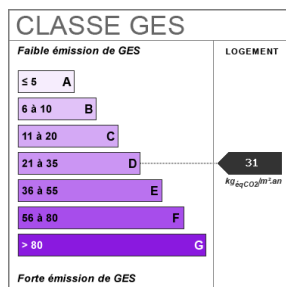 CLASSE GES
Faible émission de GES
LOGEMENT
≤ 5 A
6 à 10 B
11 à 20 C
21 à 35 D
31
kgéqCO2/m².an
36 à 55 E
56 à 80 F
> 80 G
Forte émission de GES